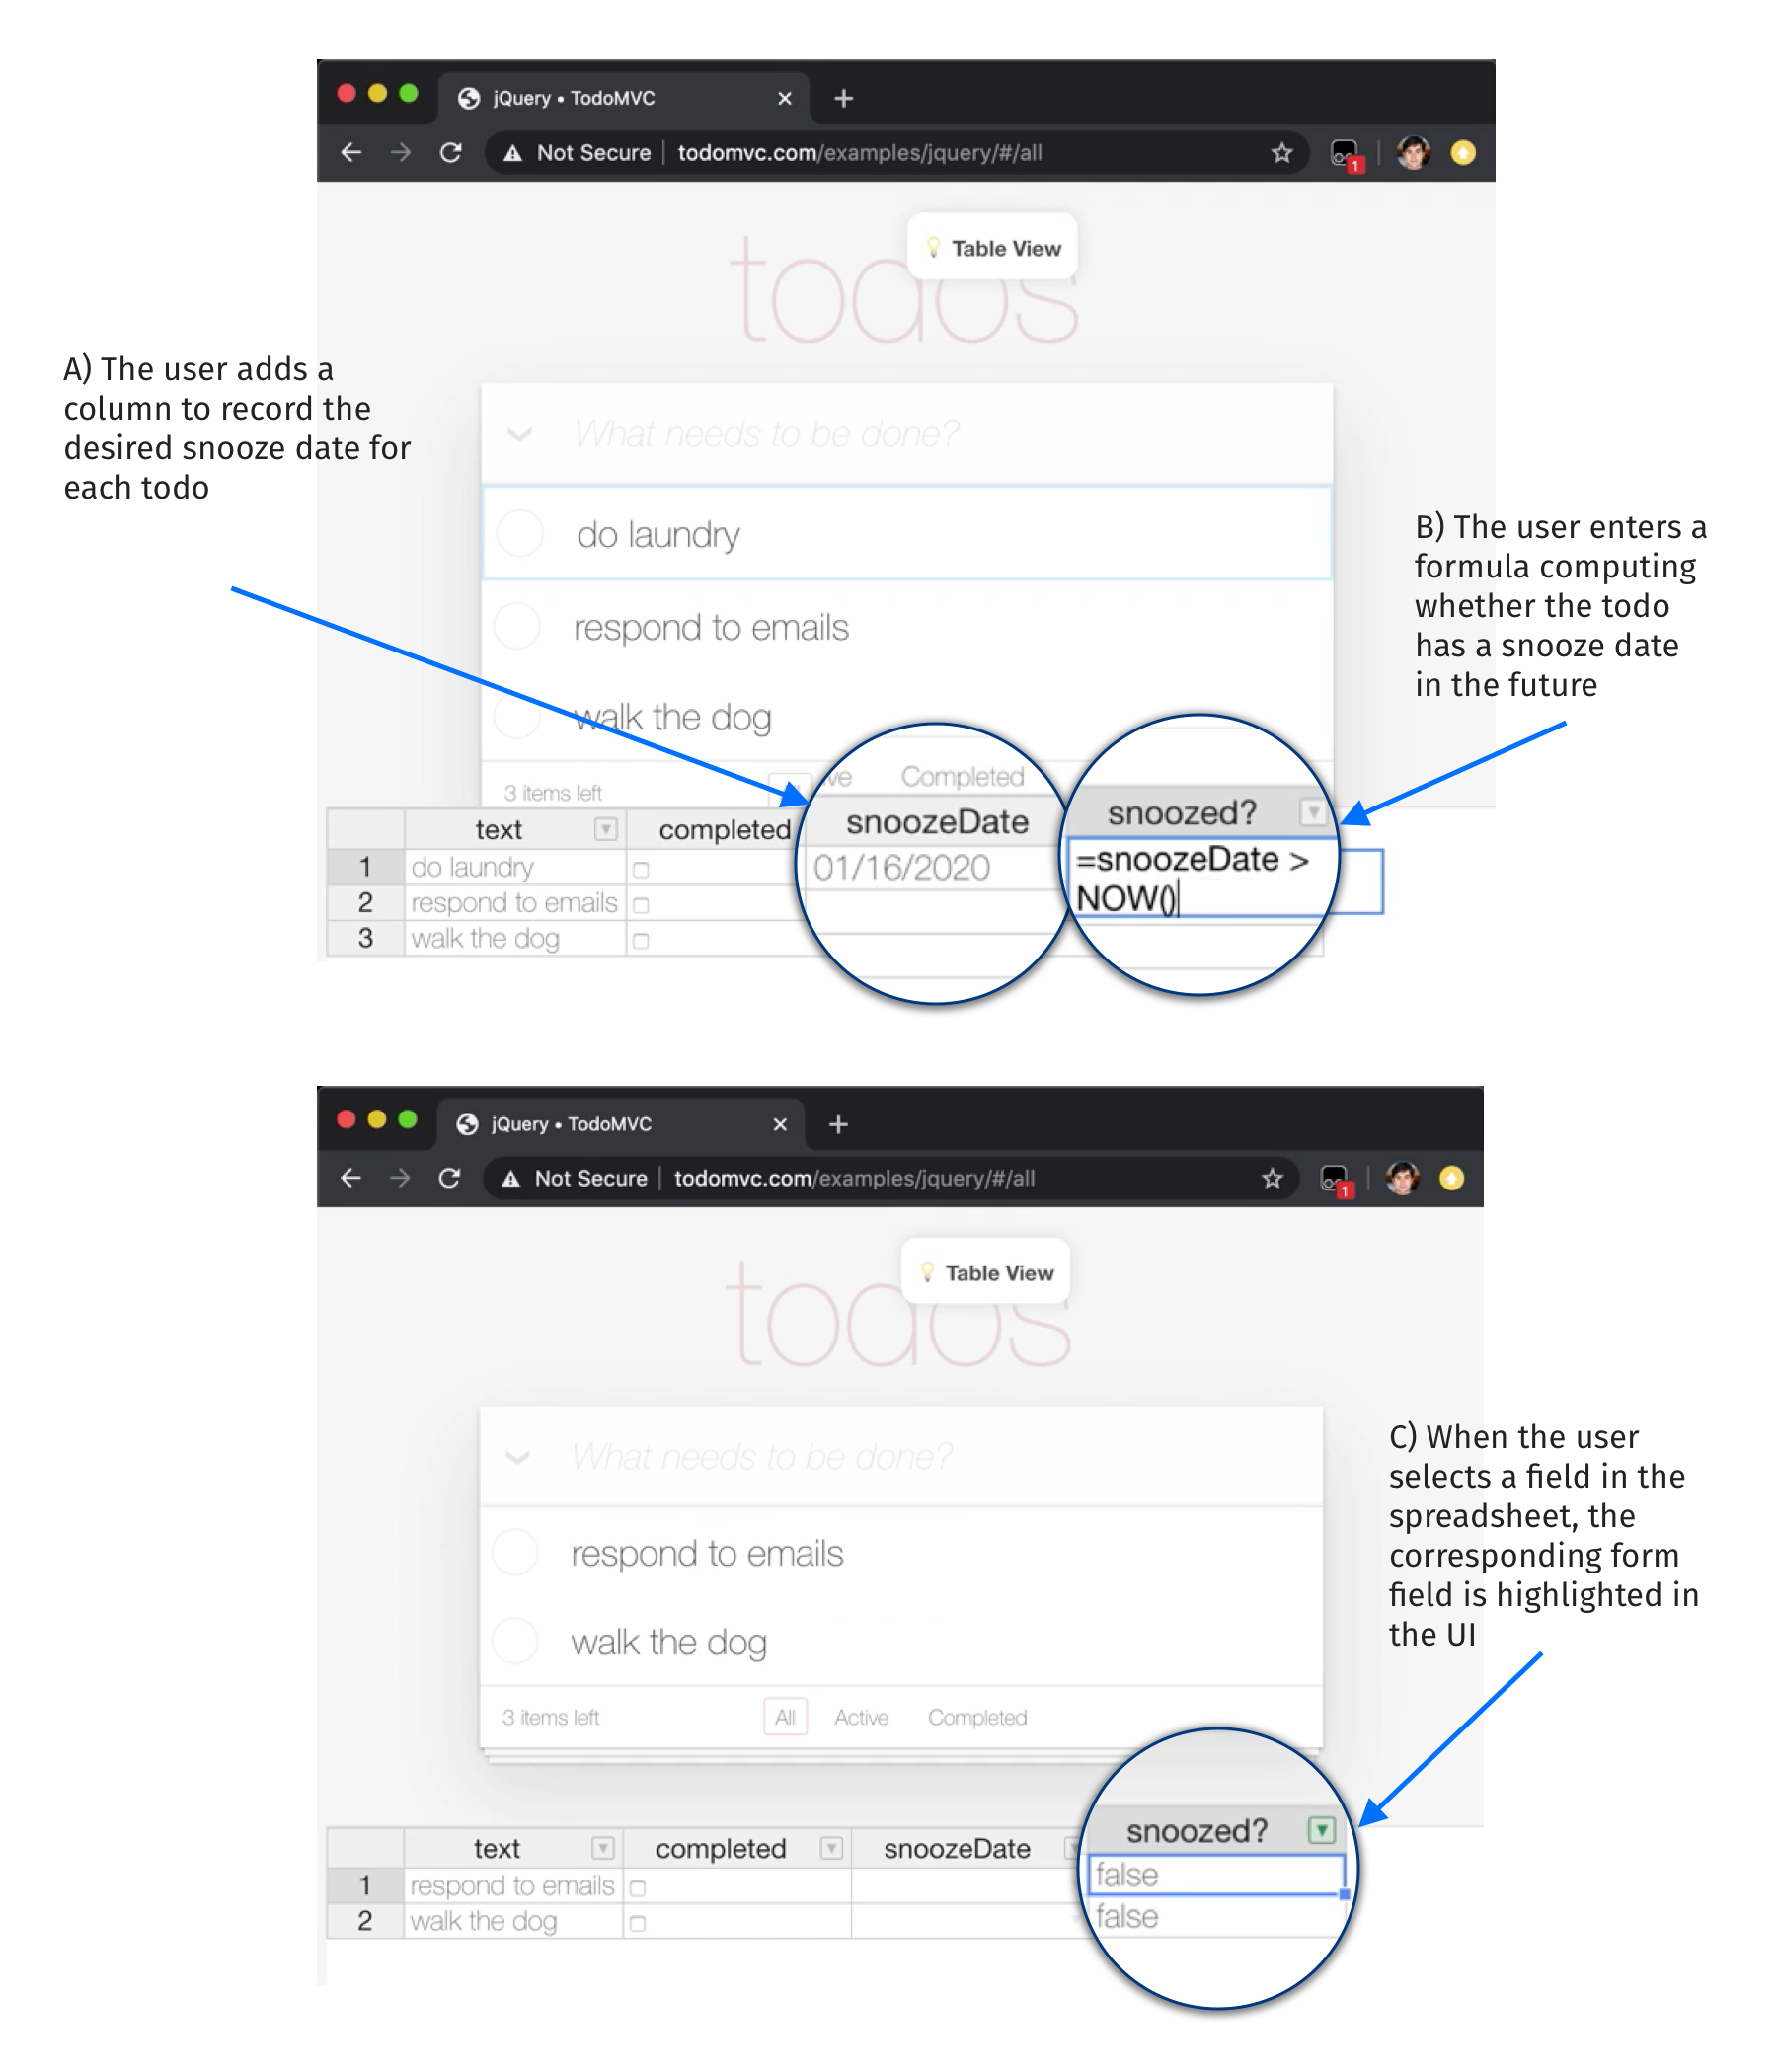 jQuery • TodoMVC
Not Secure | todomvc.com/examples/jquery/#/all
1
Table View
todos
A) The user adds a
column to record the
desired snooze date for
each todo
What needs to be done?
do laundry
respond to emails
walk the dog
B) The user enters a
formula computing
whether the todo
has a snooze date
in the future
3 items left
Completed
text completed snoozeDate snoozed?
1 do laundry 01/16/2020 =snoozeDate >
NOW()
2 respond to emails
3 walk the dog
jQuery • TodoMVC
Not Secure | todomvc.com/examples/jquery/#/all
1
Table View
todos
What needs to be done?
respond to emails
walk the dog
C) When the user
selects a field in the
spreadsheet, the
corresponding form
field is highlighted in
the UI
3 items left All Active Completed
text completed snoozeDate snoozed?
1 respond to emails false
2 walk the dog false